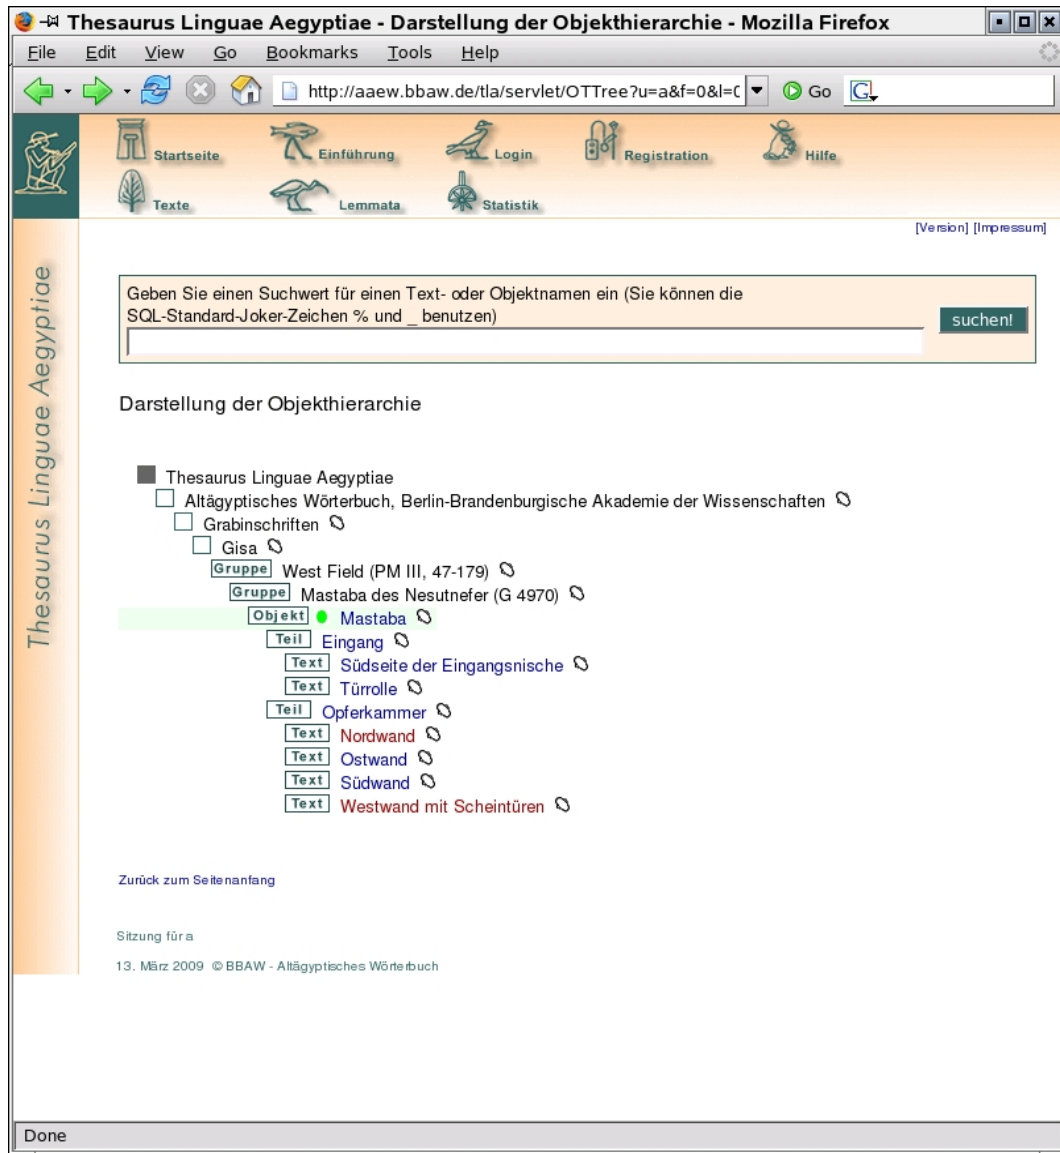 Thesaurus Linguae Aegyptiae - Darstellung der Objekthierarchie - Mozilla Firefox
File Edit View Go Bookmarks Tools Help
http://aaew.bbaw.de/tla/servlet/OTTree?u=a&f=0&l=0 Go G
Startseite Einführung Login Registration Hilfe
Texte Lemmata Statistik
[Version] [Impressum]
Thesaurus Linguae Aegyptiae
Geben Sie einen Suchwert für einen Text- oder Objektnamen ein (Sie können die
SQL-Standard-Joker-Zeichen % und _ benutzen)
suchen!
Darstellung der Objekthierarchie
Thesaurus Linguae Aegyptiae
Altägyptisches Wörterbuch, Berlin-Brandenburgische Akademie der Wissenschaften
Grabinschriften
Gisa
Gruppe West Field (PM III, 47-179)
Gruppe Mastaba des Nesutnefer (G 4970)
Objekt Mastaba
Teil Eingang
Text Südseite der Eingangsnische
Text Türrolle
Teil Opferkammer
Text Nordwand
Text Ostwand
Text Südwand
Text Westwand mit Scheintüren
Zurück zum Seitenanfang
Sitzung für a
13. März 2009 © BBAW - Altägyptisches Wörterbuch
Done